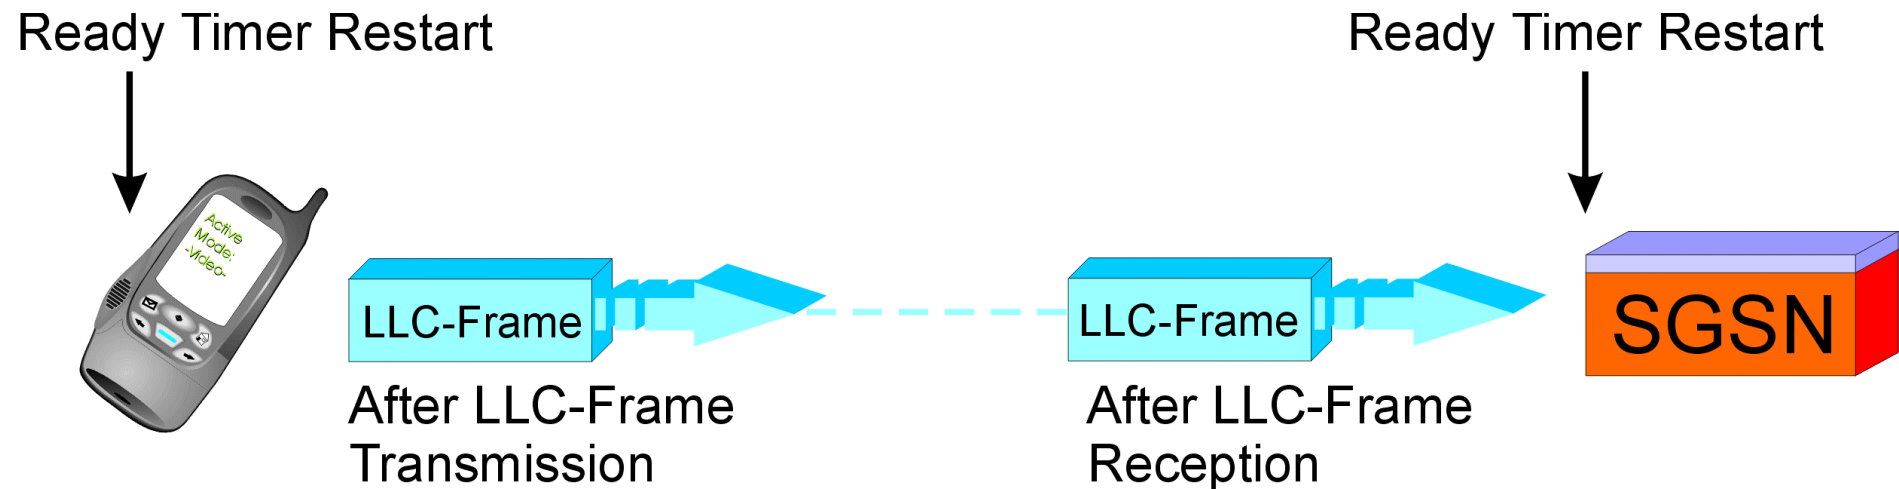 Ready Timer Restart
Ready Timer Restart
Active
Mode:
-Video-
LLC-Frame
LLC-Frame
SGSN
After LLC-Frame
Transmission
After LLC-Frame
Reception